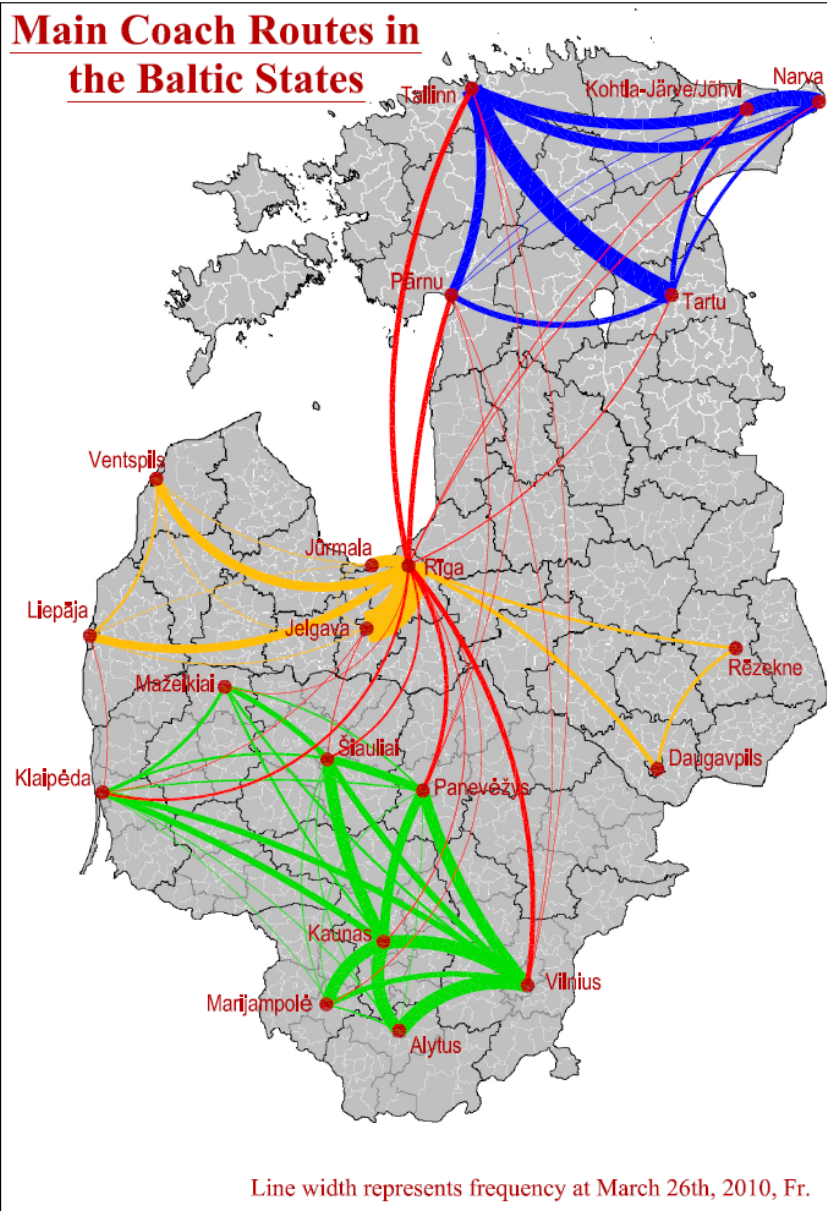 Main Coach Routes in
the Baltic States
Narva
Kohtla-Järve/Jõhvi
Tallinn
Pärnu
Tartu
Ventspils
Jūrmala
Rīga
Liepāja
Jelgava
Rēzekne
Mažeikiai
Šiauliai
Daugavpils
Klaipėda
Panevėžys
Kaunas
Vilnius
Marijampolė
Alytus
Line width represents frequency at March 26th, 2010, Fr.